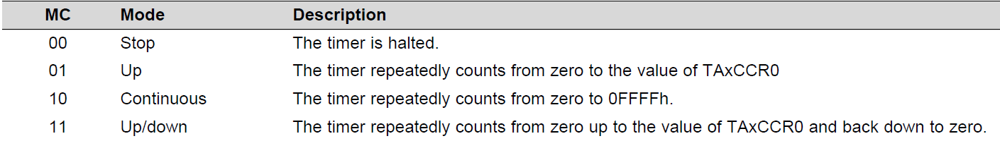 MC Mode Description
00 Stop The timer is halted.
01 Up The timer repeatedly counts from zero to the value of TAxCCR0
10 Continuous The timer repeatedly counts from zero to 0FFFFh.
11 Up/down The timer repeatedly counts from zero up to the value of TAxCCR0 and back down to zero.